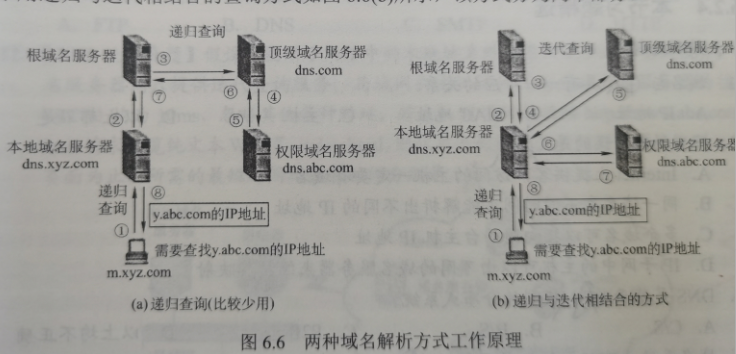 递归查询
根域名服务器
③
⑦
⑥
顶级域名服务器
dns.com
②
④
⑤
本地域名服务器
dns.xyz.com
权限域名服务器
dns.abc.com
递归
查询
⑧
y.abc.com的IP地址
①
需要查找y.abc.com的IP地址
m.xyz.com
(a) 递归查询(比较少用)
迭代查询
顶级域名服务器
dns.com
根域名服务器
③
②
④
⑤
本地域名服务器
dns.xyz.com
⑥
⑦
权限域名服务器
dns.abc.com
递归
查询
⑧
y.abc.com的IP地址
①
需要查找y.abc.com的IP地址
m.xyz.com
(b) 递归与迭代相结合的方式
图 6.6 两种域名解析方式工作原理